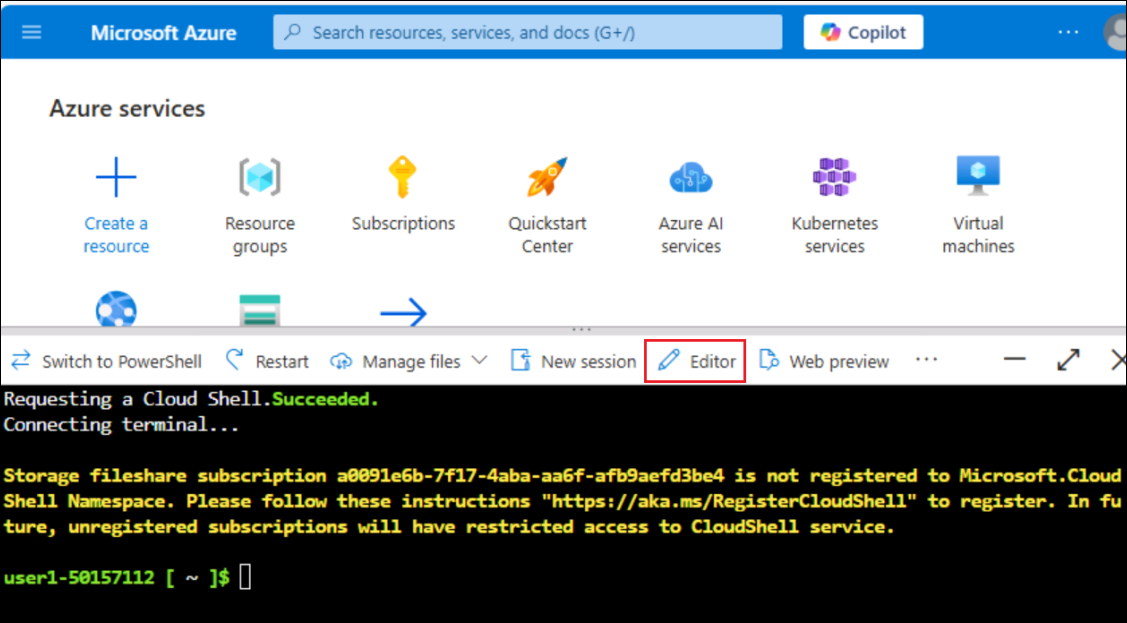 Microsoft Azure
Search resources, services, and docs (G+/)
Copilot
Azure services
Create a
resource
Resource
groups
Subscriptions
Quickstart
Center
Azure AI
services
Kubernetes
services
Virtual
machines
Switch to PowerShell
Restart
Manage files
New session
Editor
Web preview
Requesting a Cloud Shell.Succeeded.
Connecting terminal...
Storage fileshare subscription a0091e6b-7f17-4aba-aa6f-afb9aefd3be4 is not registered to Microsoft.Cloud
Shell Namespace. Please follow these instructions "https://aka.ms/RegisterCloudShell" to register. In fu
ture, unregistered subscriptions will have restricted access to CloudShell service.
user1-50157112 [ ~ ]$